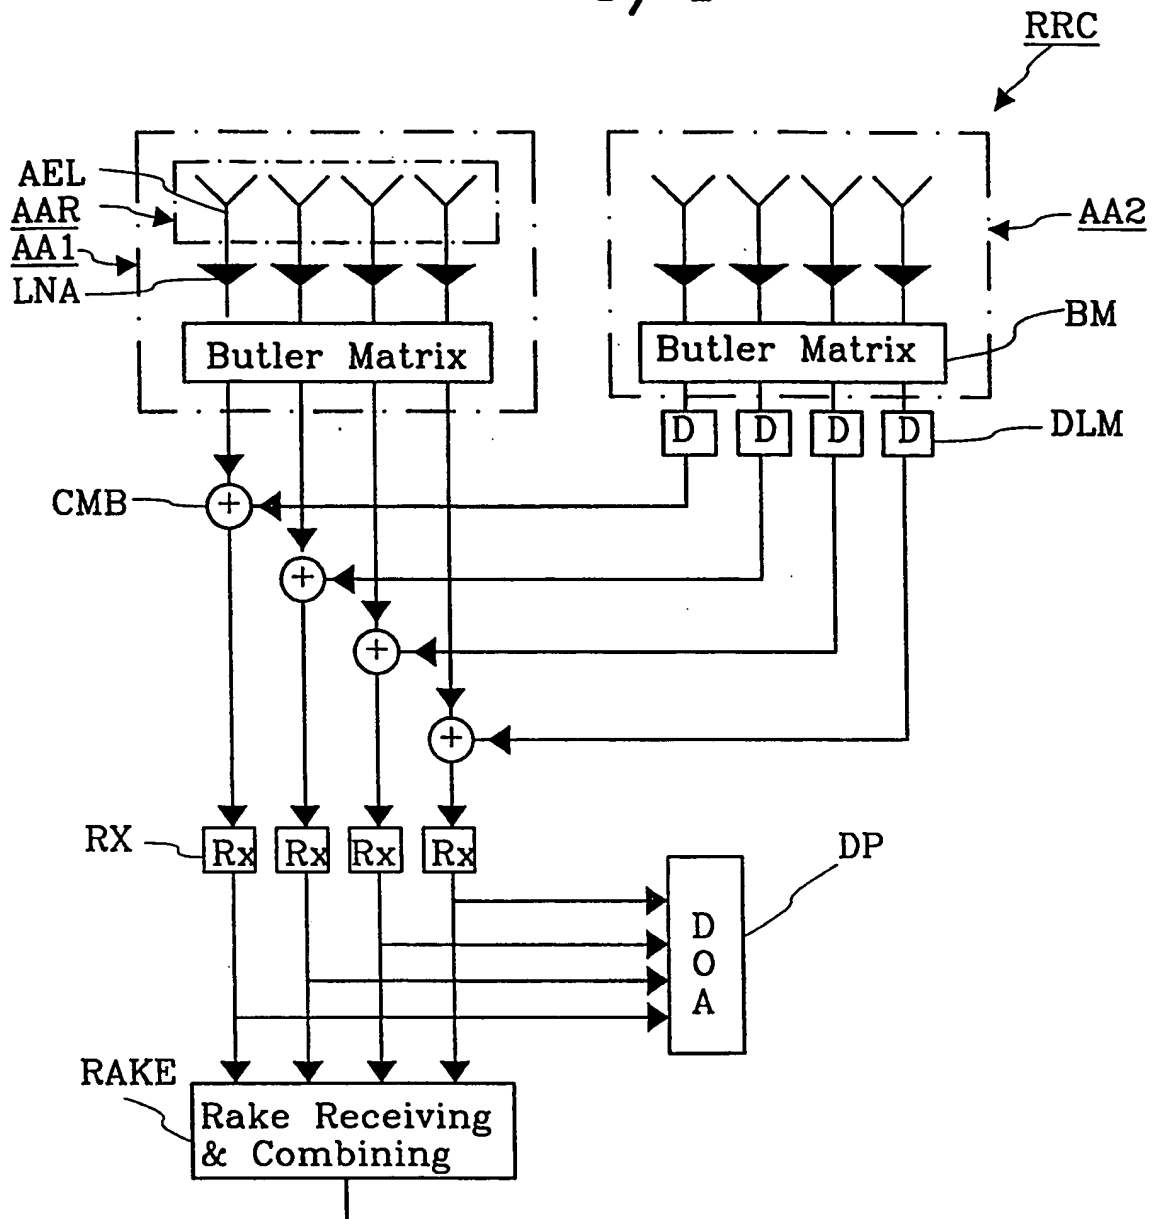 RRC
AEL
AAR
AA1
LNA
AA2
BM
Butler Matrix
Butler Matrix
D D D D
DLM
CMB
+
+
+
+
RX
Rx Rx Rx Rx
DP
D
O
A
RAKE
Rake Receiving
& Combining